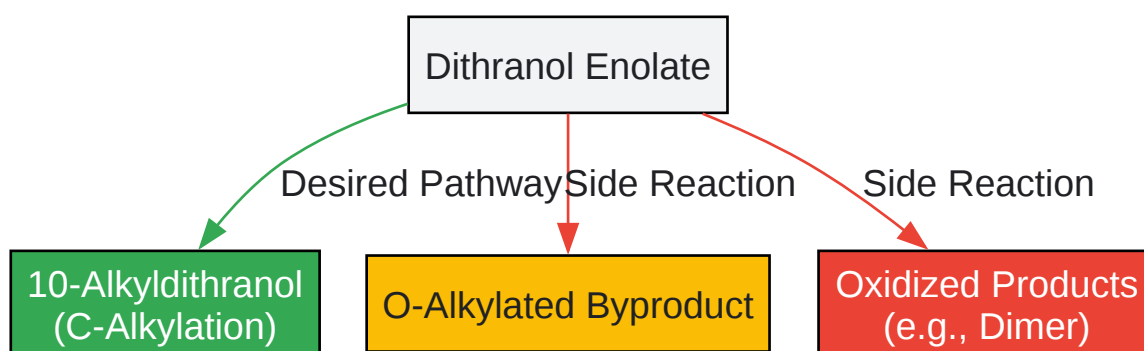 Dithranol Enolate
Desired Pathway
Side Reaction
Side Reaction
10-Alkyldithranol
(C-Alkylation)
O-Alkylated Byproduct
Oxidized Products
(e.g., Dimer)